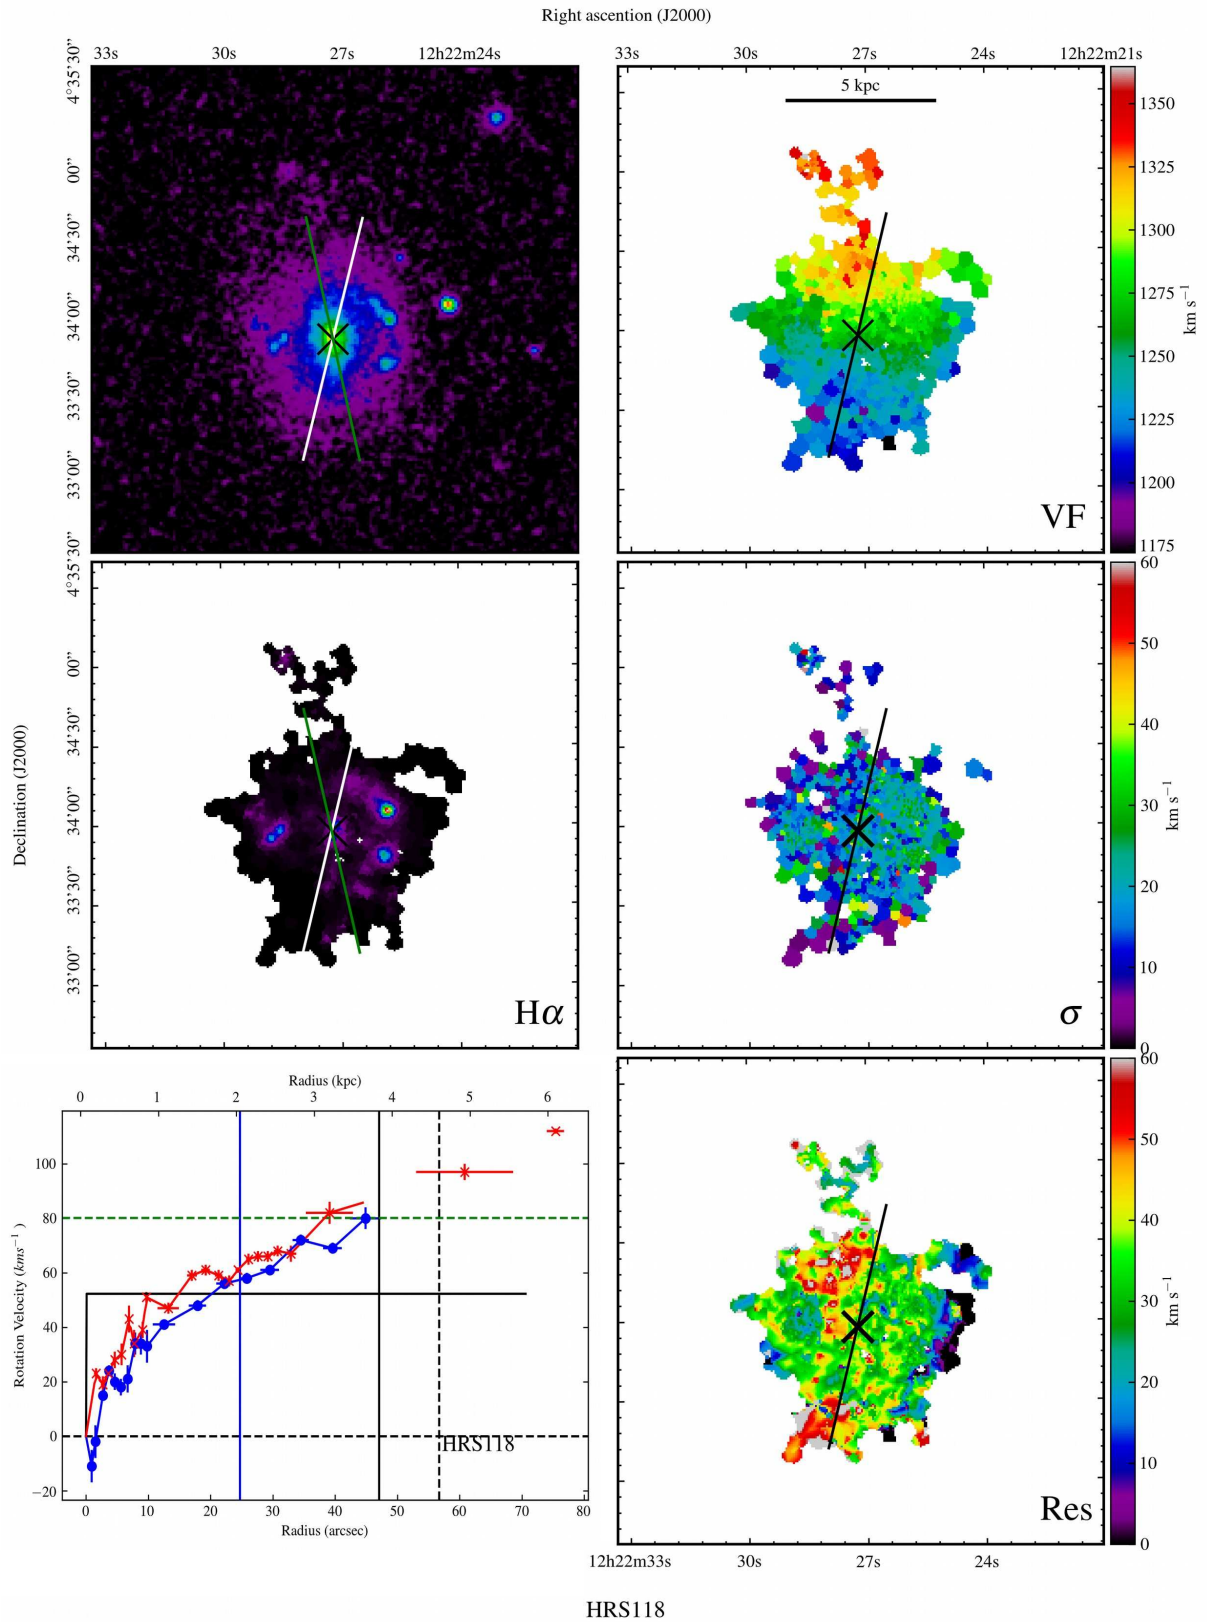 Right ascention (J2000)
33s 30s 27s 12h22m24s
33s 30s 27s 24s 12h22m21s
4°35'30" 00" 34'30" 34'00" 33'30" 33'00" 5'30"
5 kpc
VF
1350
1325
1300
1275
1250
1225
1200
1175
km s⁻¹
Declination (J2000)
4°35'30" 00" 34'30" 34'00" 33'30" 33'00"
Hα
σ
60
50
40
30
20
10
0
km s⁻¹
Radius (kpc)
0 1 2 3 4 5 6
Rotation Velocity (kms⁻¹)
100
80
60
40
20
0
−20
HRS118
0 10 20 30 40 50 60 70 80
Radius (arcsec)
Res
60
50
40
30
20
10
0
km s⁻¹
12h22m33s 30s 27s 24s
HRS118